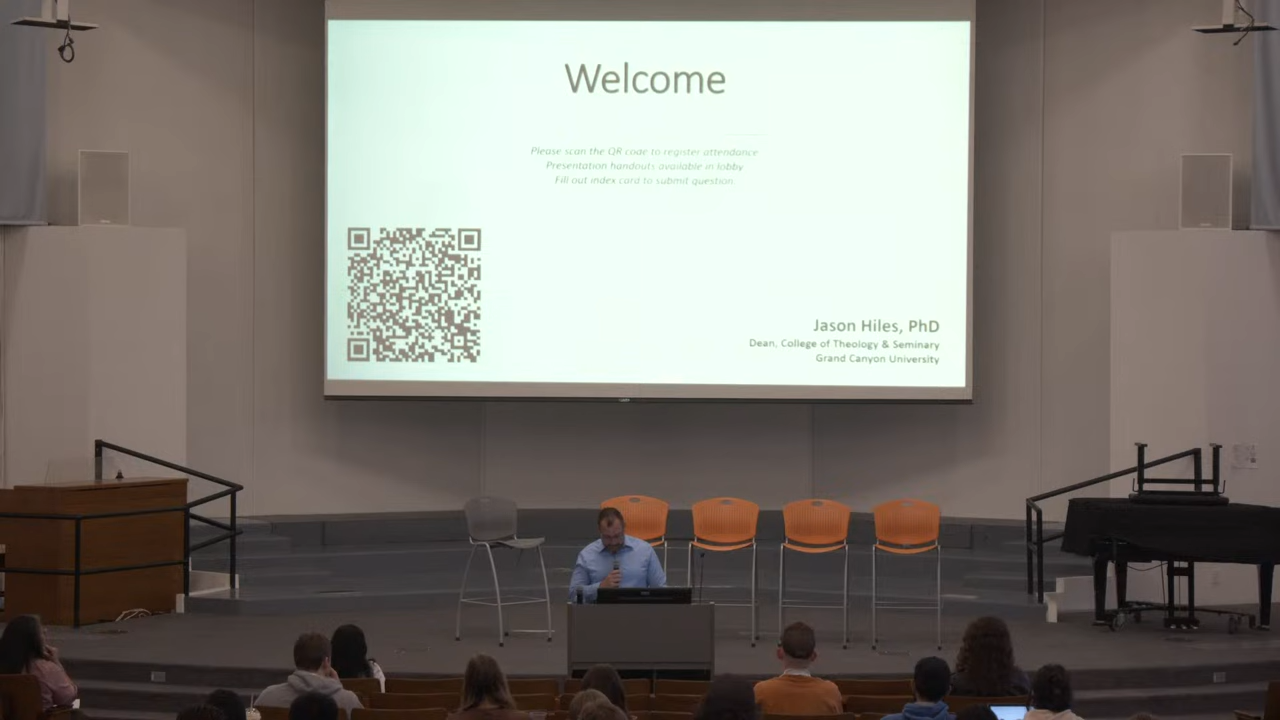 Welcome
Please scan the QR code to register attendance
Presentation handouts available in lobby
Fill out index card to submit question.
Jason Hiles, PhD
Dean, College of Theology & Seminary
Grand Canyon University